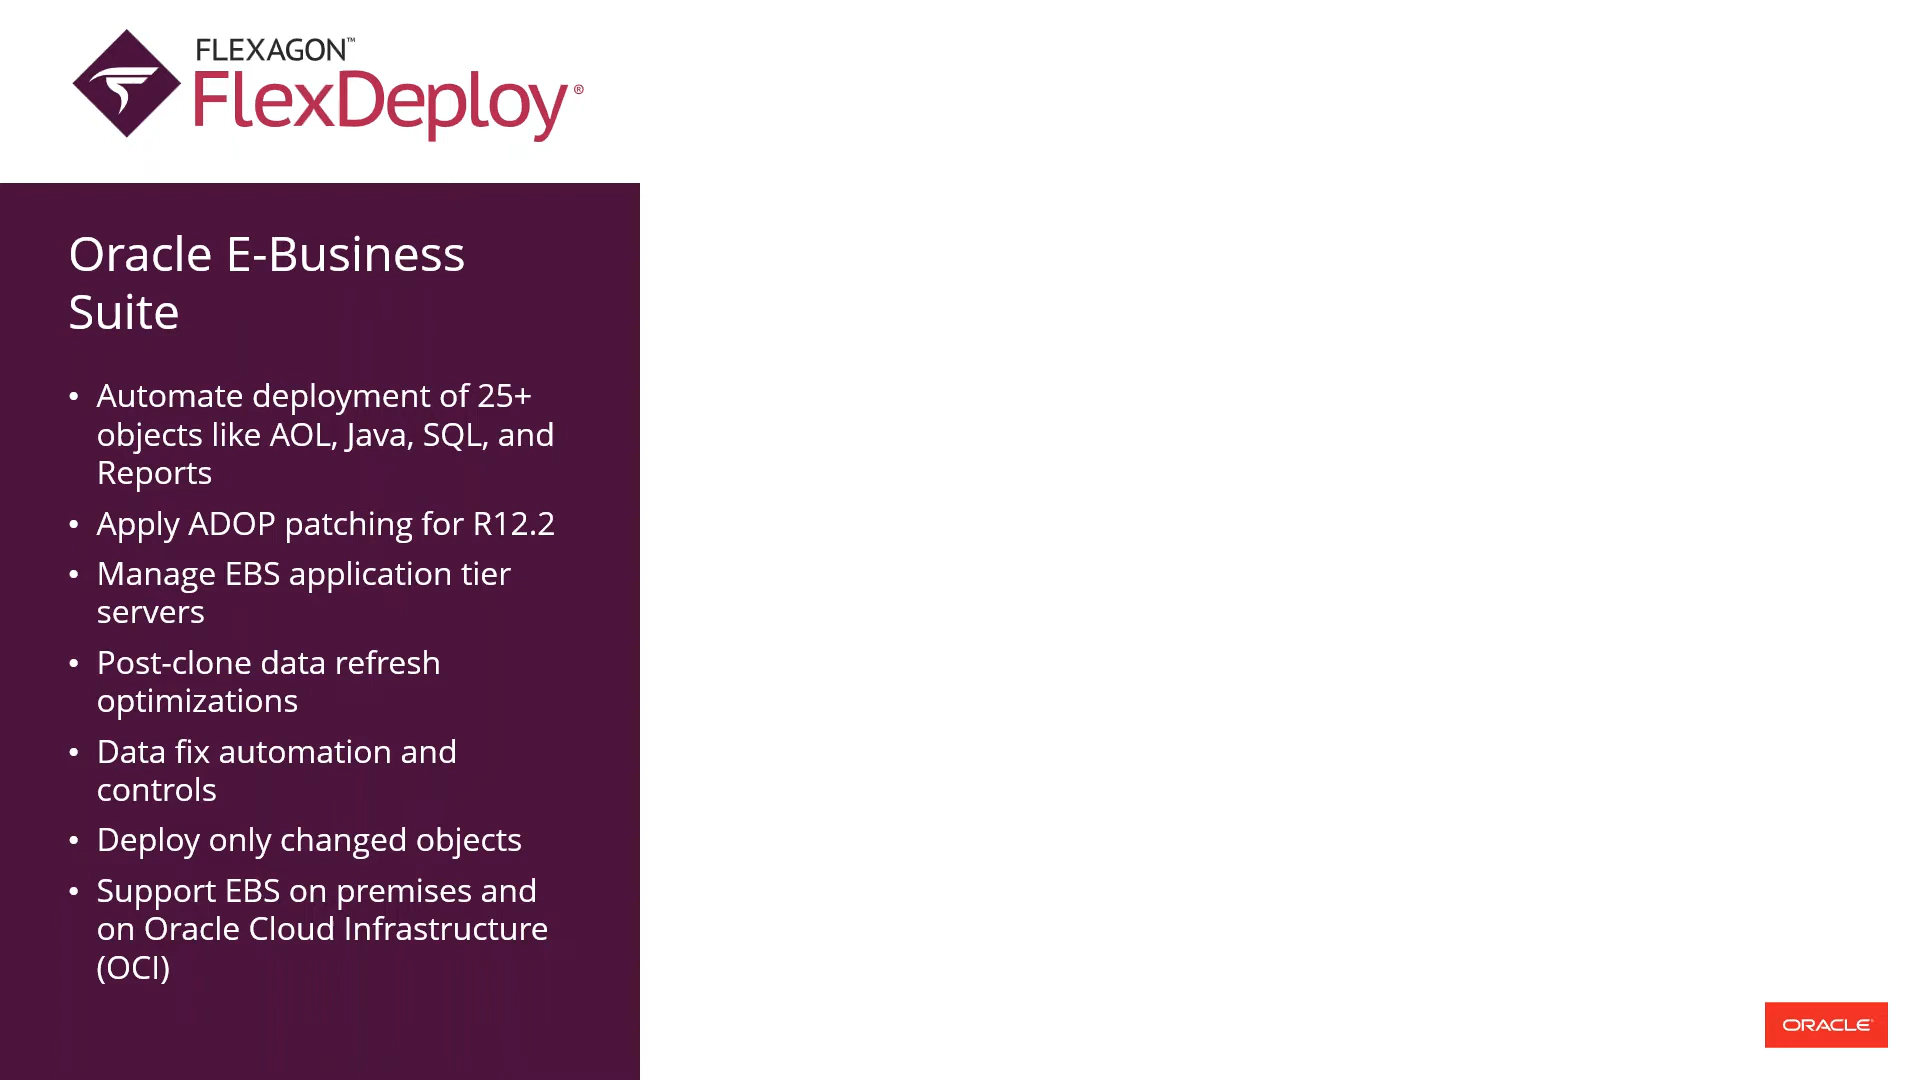 FLEXAGON™
FlexDeploy®
Oracle E-Business
Suite
• Automate deployment of 25+
objects like AOL, Java, SQL, and
Reports
• Apply ADOP patching for R12.2
• Manage EBS application tier
servers
• Post-clone data refresh
optimizations
• Data fix automation and
controls
• Deploy only changed objects
• Support EBS on premises and
on Oracle Cloud Infrastructure
(OCI)
ORACLE